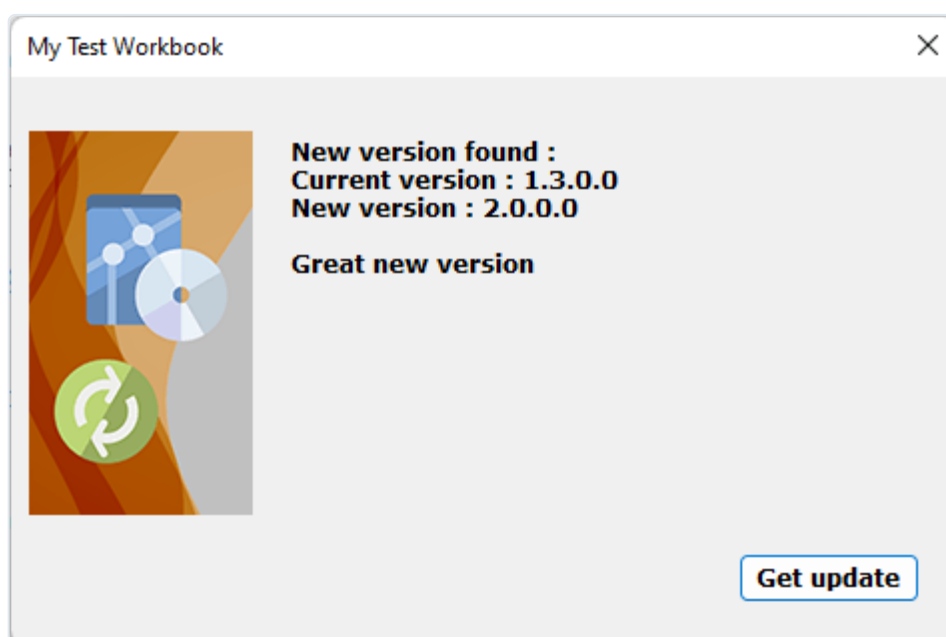 My Test Workbook
New version found :
Current version : 1.3.0.0
New version : 2.0.0.0
Great new version
Get update